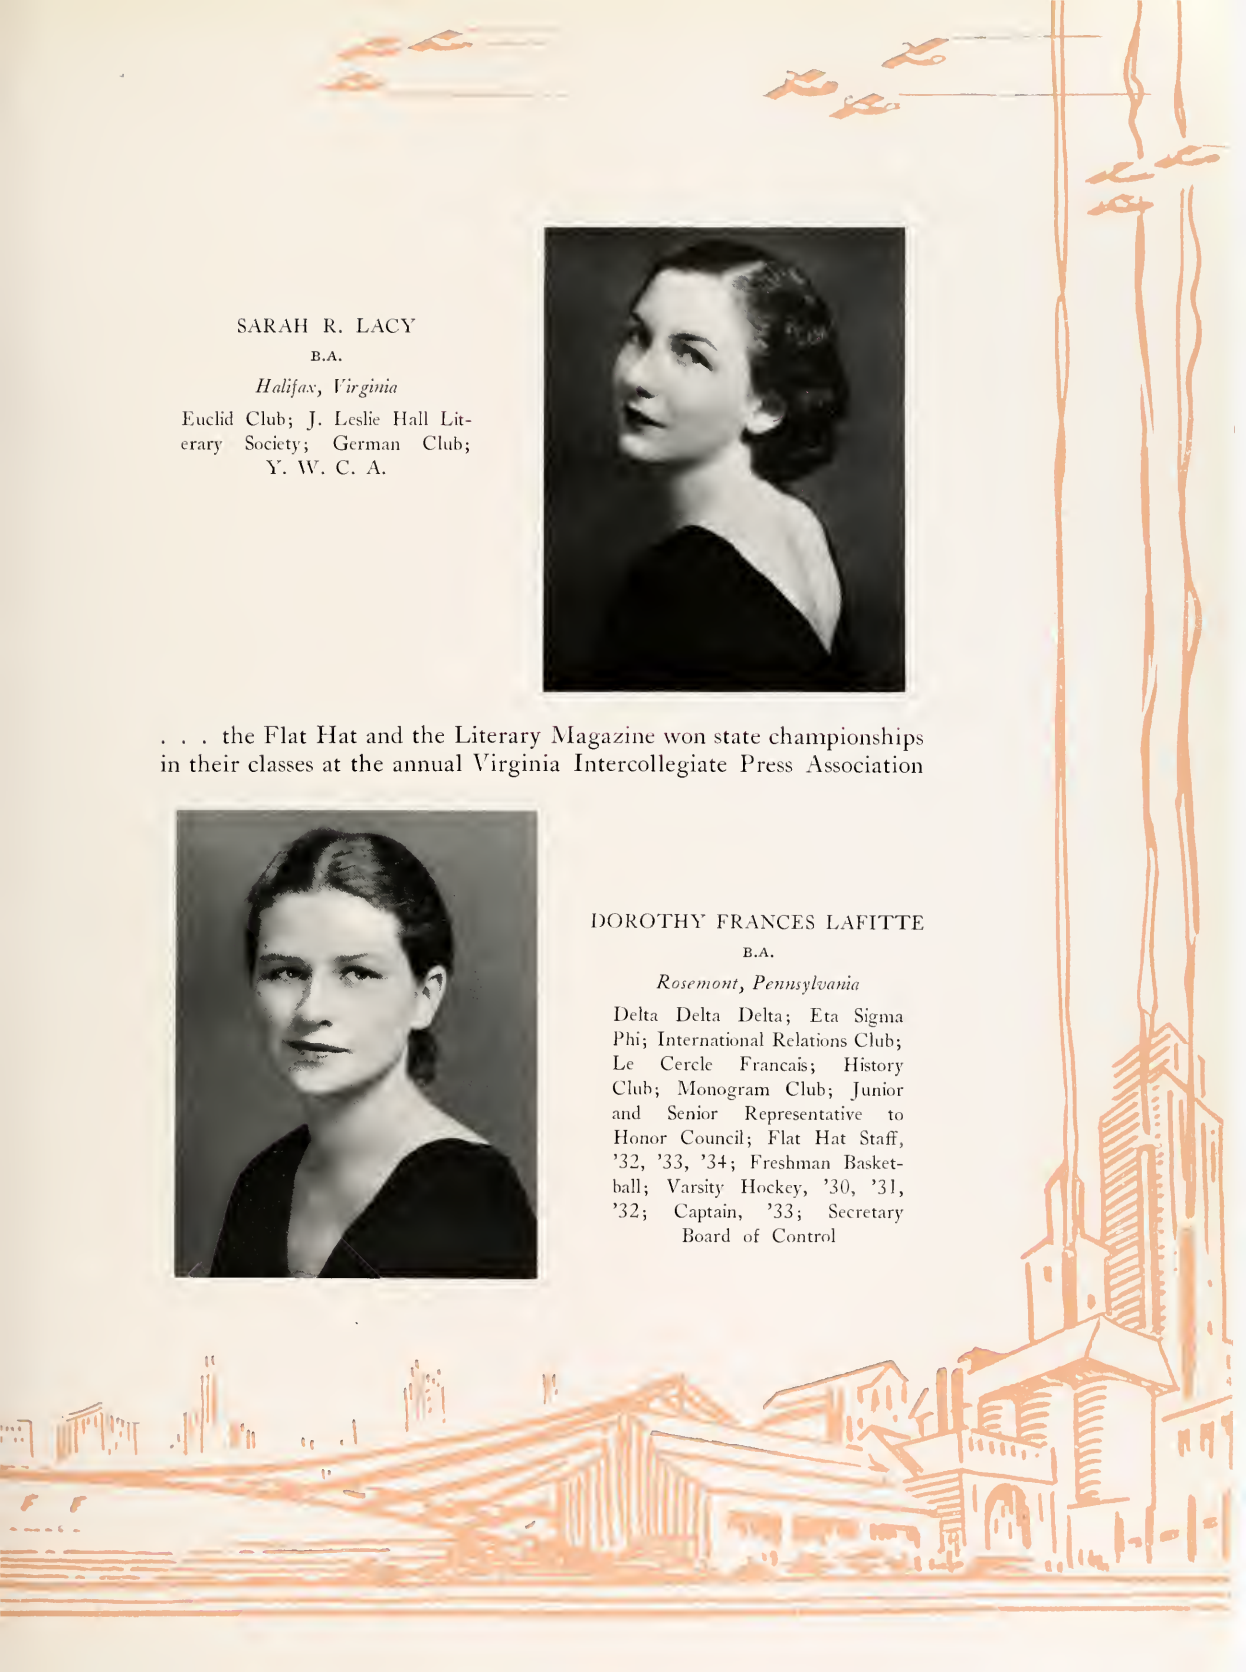 SARAH R. LACY
B.A.
Halifax, Virginia
Euclid Club; J. Leslie Hall Lit-
erary Society; German Club;
Y. W. C. A.
. . . the Flat Hat and the Literary Magazine won state championships
in their classes at the annual Virginia Intercollegiate Press Association
DOROTHY FRANCES LAFITTE
B.A.
Rosemont, Pennsylvania
Delta Delta Delta; Eta Sigma
Phi; International Relations Club;
Le Cercle Francais; History
Club; Monogram Club; Junior
and Senior Representative to
Honor Council; Flat Hat Staff,
'32, '33, '34; Freshman Basket-
ball; Varsity Hockey, '30, '31,
'32; Captain, '33; Secretary
Board of Control